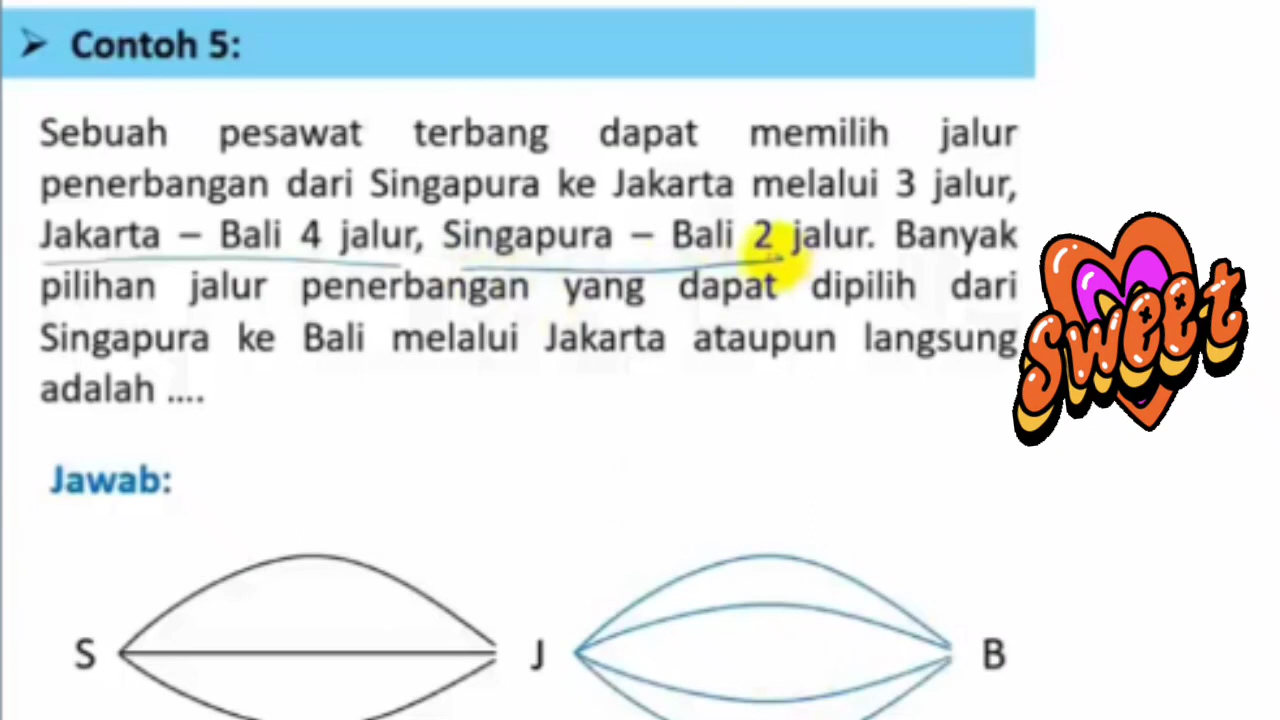 Contoh 5:
Sebuah pesawat terbang dapat memilih jalur
penerbangan dari Singapura ke Jakarta melalui 3 jalur,
Jakarta – Bali 4 jalur, Singapura – Bali 2 jalur. Banyak
pilihan jalur penerbangan yang dapat dipilih dari
Singapura ke Bali melalui Jakarta ataupun langsung
adalah ....
sweet
Jawab:
S J B